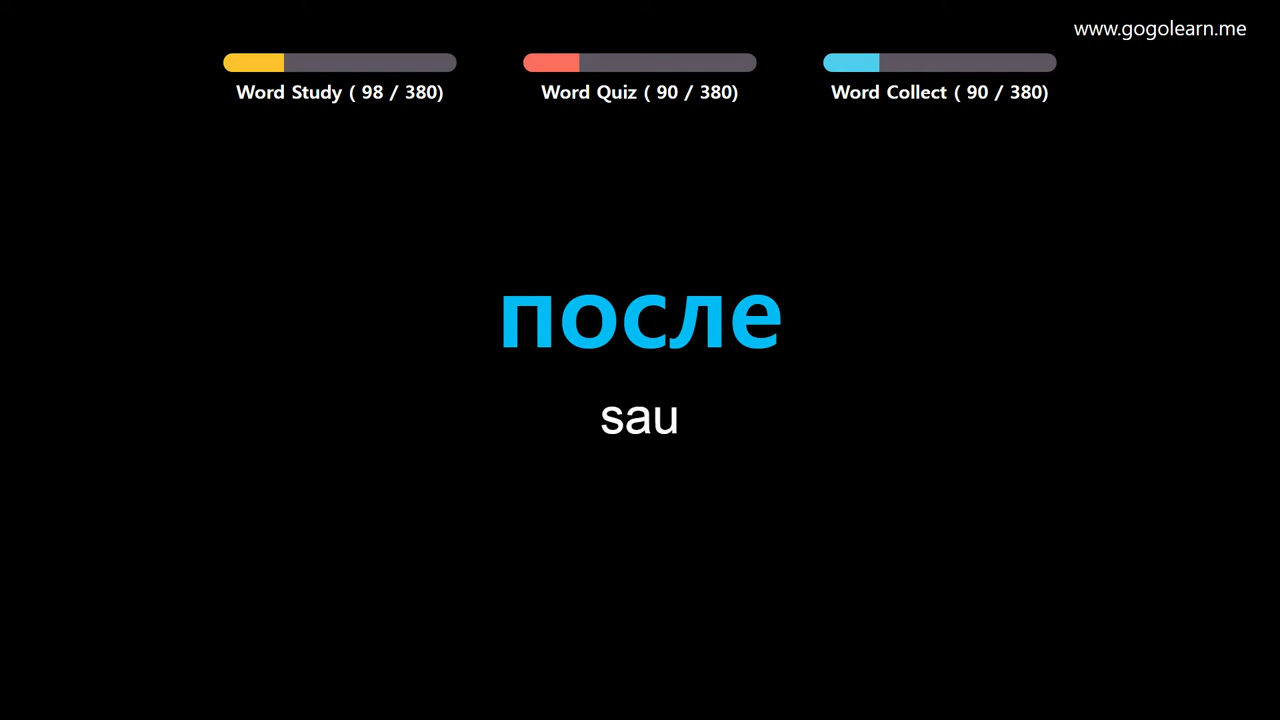 www.gogolearn.me
Word Study ( 98 / 380)
Word Quiz ( 90 / 380)
Word Collect ( 90 / 380)
после
sau